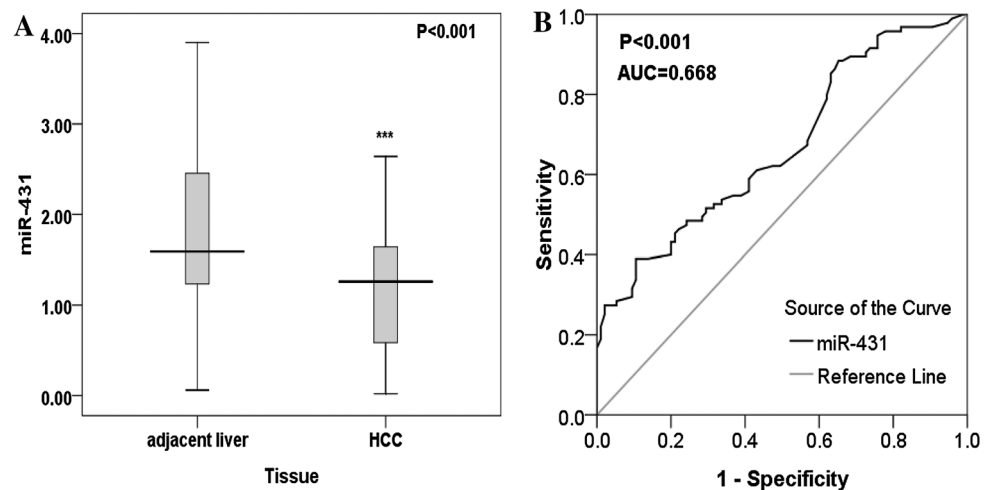 A
P<0.001
4.00
3.00
2.00
1.00
0.00
miR-431
***
adjacent liver
HCC
Tissue
B
P<0.001
AUC=0.668
1.0
0.8
0.6
0.4
0.2
0.0
Sensitivity
Source of the Curve
miR-431
Reference Line
0.0 0.2 0.4 0.6 0.8 1.0
1 - Specificity